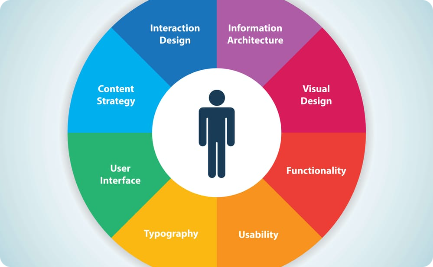 Interaction
Design
Information
Architecture
Visual
Design
Functionality
Usability
Typography
User
Interface
Content
Strategy